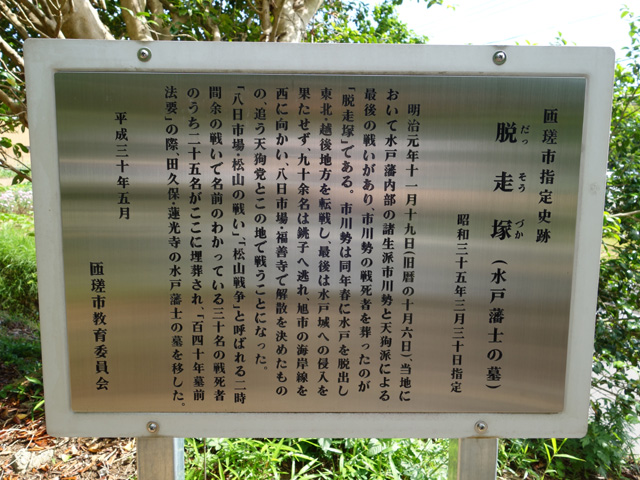 匝瑳市指定史跡
脱走塚（水戸藩士の墓）
だっそうづか
昭和三十五年三月三十日指定
明治元年十一月十九日（旧暦の十月六日）、当地に
おいて水戸藩内部の諸生派市川勢と天狗派による
最後の戦いがあり、市川勢の戦死者を葬ったのが
「脱走塚」である。市川勢は同年春に水戸を脱出し
東北・越後地方を転戦し、最後は水戸城への侵入を
果たせず、九十余名は銚子へ逃れ、旭市の海岸線を
西に向かい、八日市場・福善寺で解散を決めたもの
の、追う天狗党とこの地で戦うことになった。
「八日市場・松山の戦い」「松山戦争」と呼ばれる二時
間余の戦いで名前のわかっている三十名の戦死者
のうち二十五名がここに埋葬され、「百四十年墓前
法要」の際、田久保・蓮光寺の水戸藩士の墓を移した。
平成三十年五月
匝瑳市教育委員会